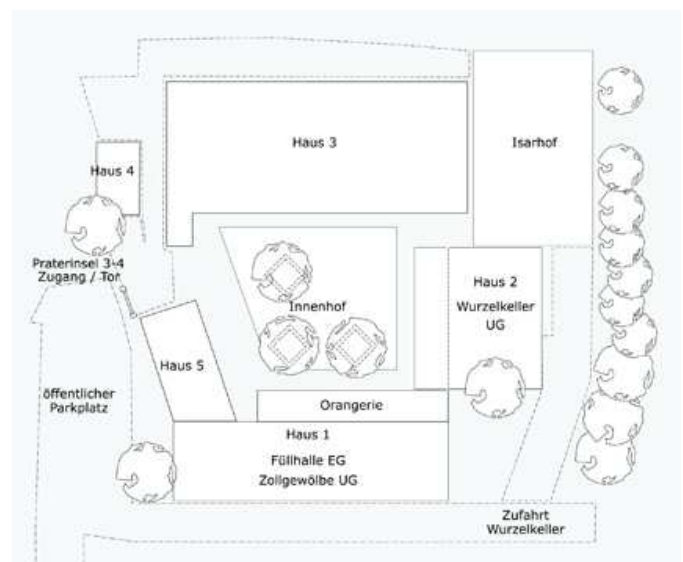 Haus 3
Isarhof
Haus 4
Praterinsel 3-4
Zugang / Tor
Haus 2
Wurzelkeller
UG
Innenhof
Haus 5
öffentlicher
Parkplatz
Orangerie
Haus 1
Füllhalle EG
Zollgewölbe UG
Zufahrt
Wurzelkeller